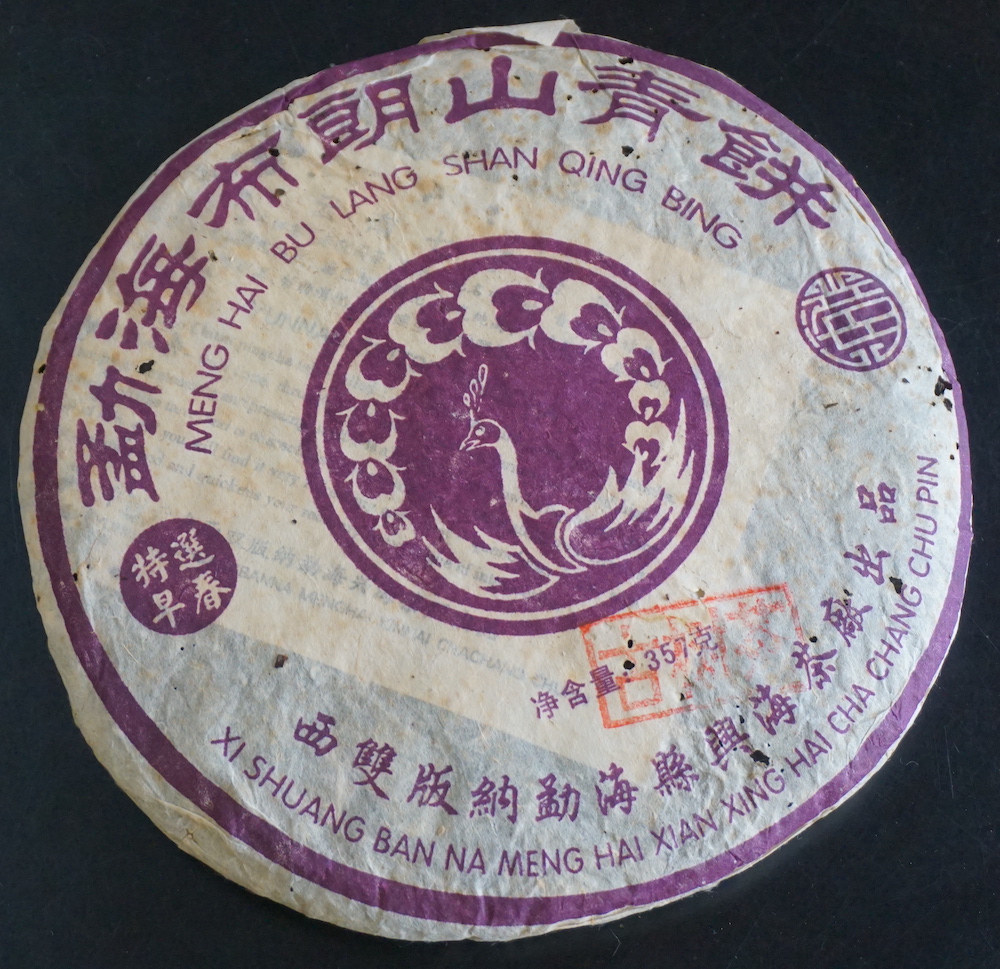 勐海布朗山青餅
MENG HAI BU LANG SHAN QING BING
特選
早春
净含量：357克
西雙版納勐海縣興海茶廠出品
XI SHUANG BAN NA MENG HAI XIAN XING HAI CHA CHANG CHU PIN